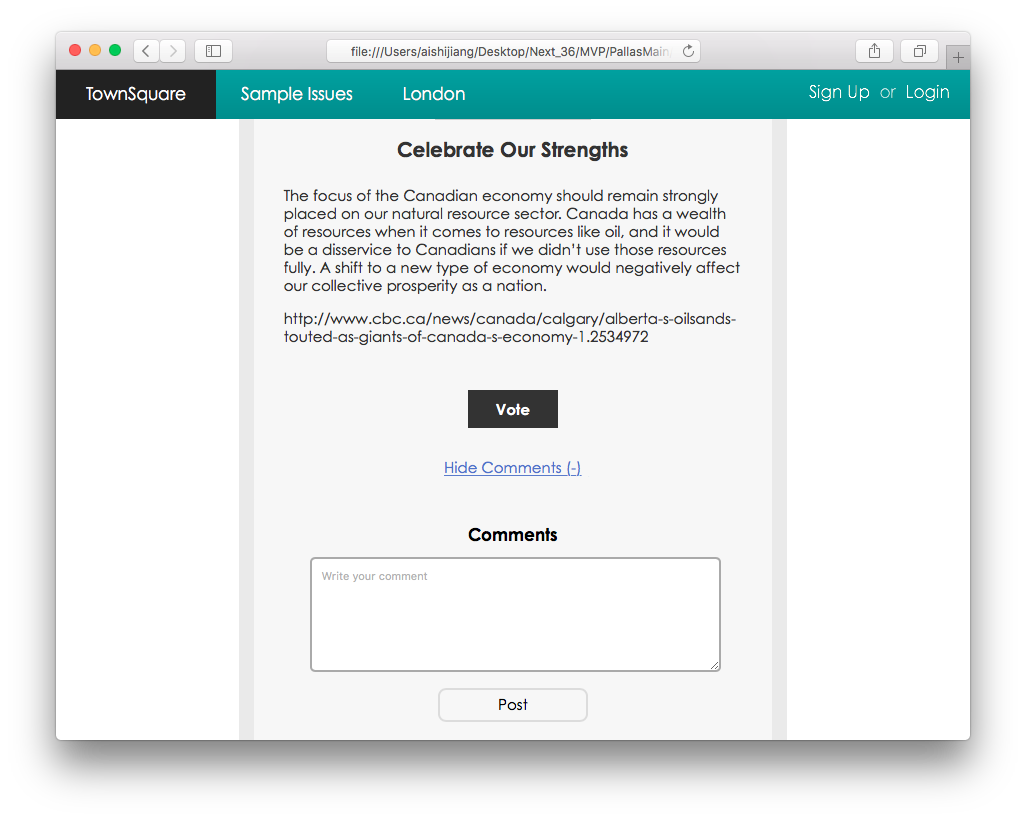 file:///Users/aishijiang/Desktop/Next_36/MVP/PallasMain
TownSquare Sample Issues London Sign Up or Login
Celebrate Our Strengths
The focus of the Canadian economy should remain strongly
placed on our natural resource sector. Canada has a wealth
of resources when it comes to resources like oil, and it would
be a disservice to Canadians if we didn't use those resources
fully. A shift to a new type of economy would negatively affect
our collective prosperity as a nation.
http://www.cbc.ca/news/canada/calgary/alberta-s-oilsands-
touted-as-giants-of-canada-s-economy-1.2534972
Vote
Hide Comments (-)
Comments
Write your comment
Post